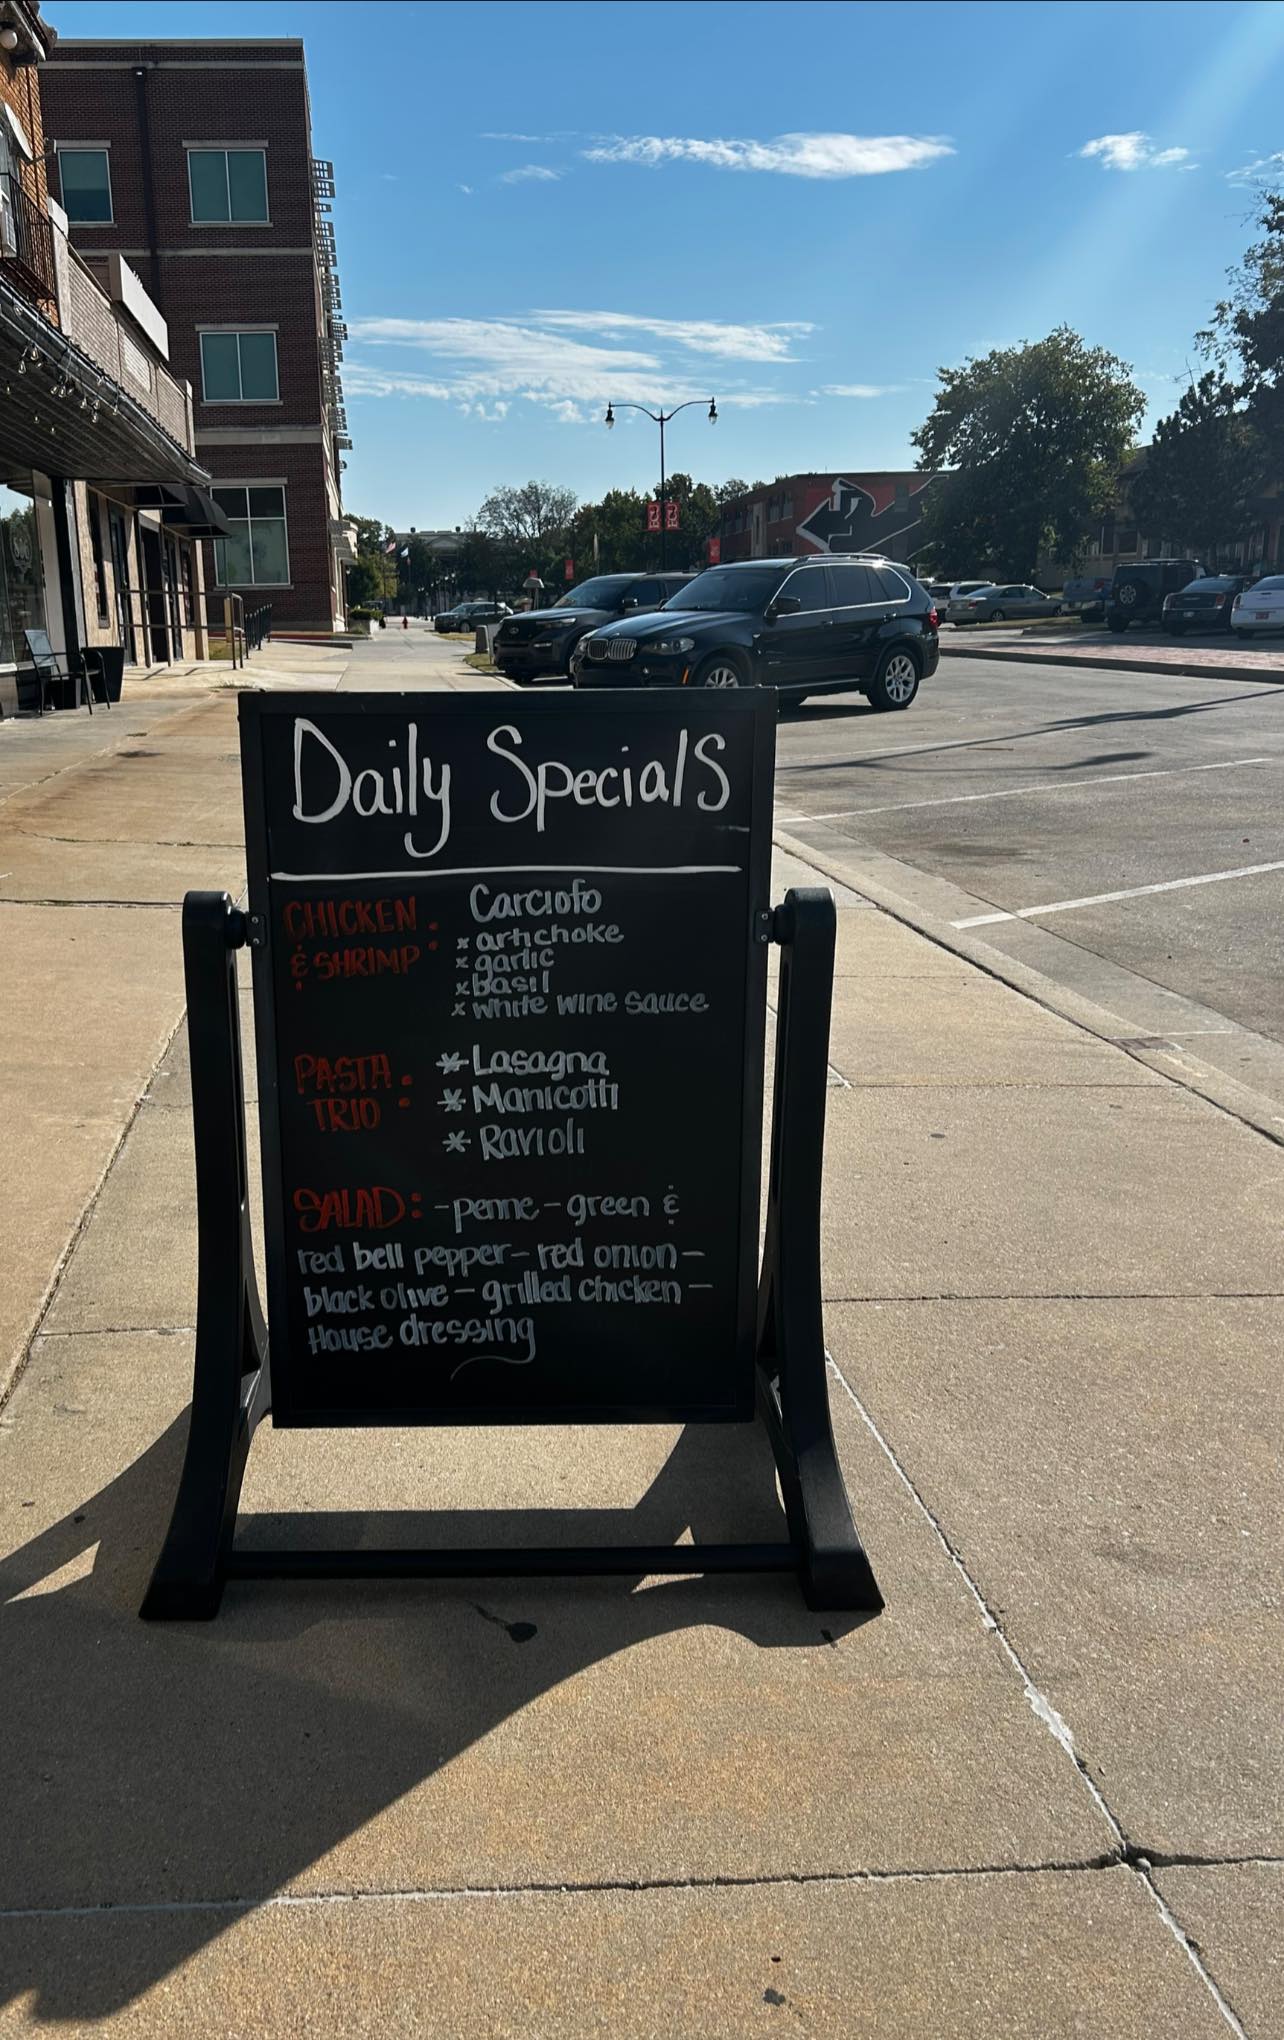 Daily Specials
CHICKEN : Carciofo
& SHRIMP × artichoke
× garlic
× basil
× white wine sauce
PASTA : * Lasagna
TRIO * Manicotti
* Ravioli
SALAD: - penne - green &
red bell pepper - red onion -
black olive - grilled chicken -
House dressing